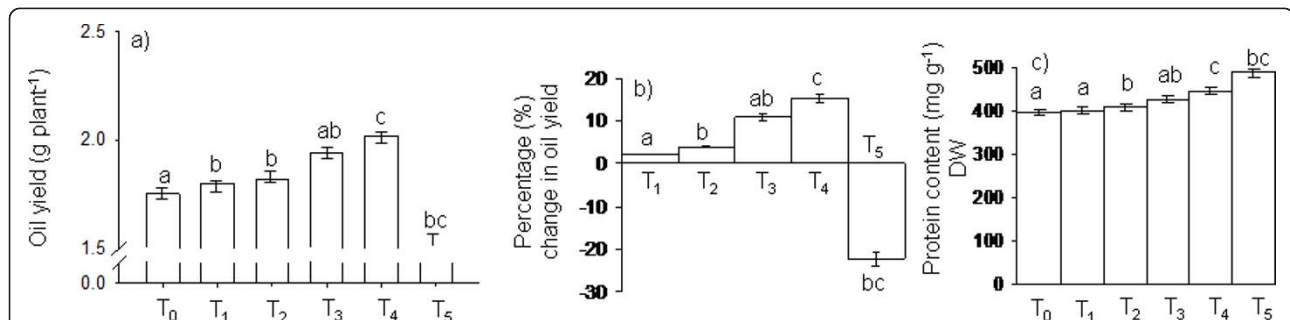 a)
Oil yield (g plant⁻¹)
2.5
2.0
1.5
0.0
a
b
b
ab
c
bc
T₀
T₁
T₂
T₃
T₄
T₅
b)
Percentage (%)
change in oil yield
20
10
0
-10
-20
-30
a
b
ab
c
bc
T₁
T₂
T₃
T₄
T₅
c)
Protein content (mg g⁻¹)
DW
500
400
300
200
100
0
a
a
b
ab
c
bc
T₀
T₁
T₂
T₃
T₄
T₅